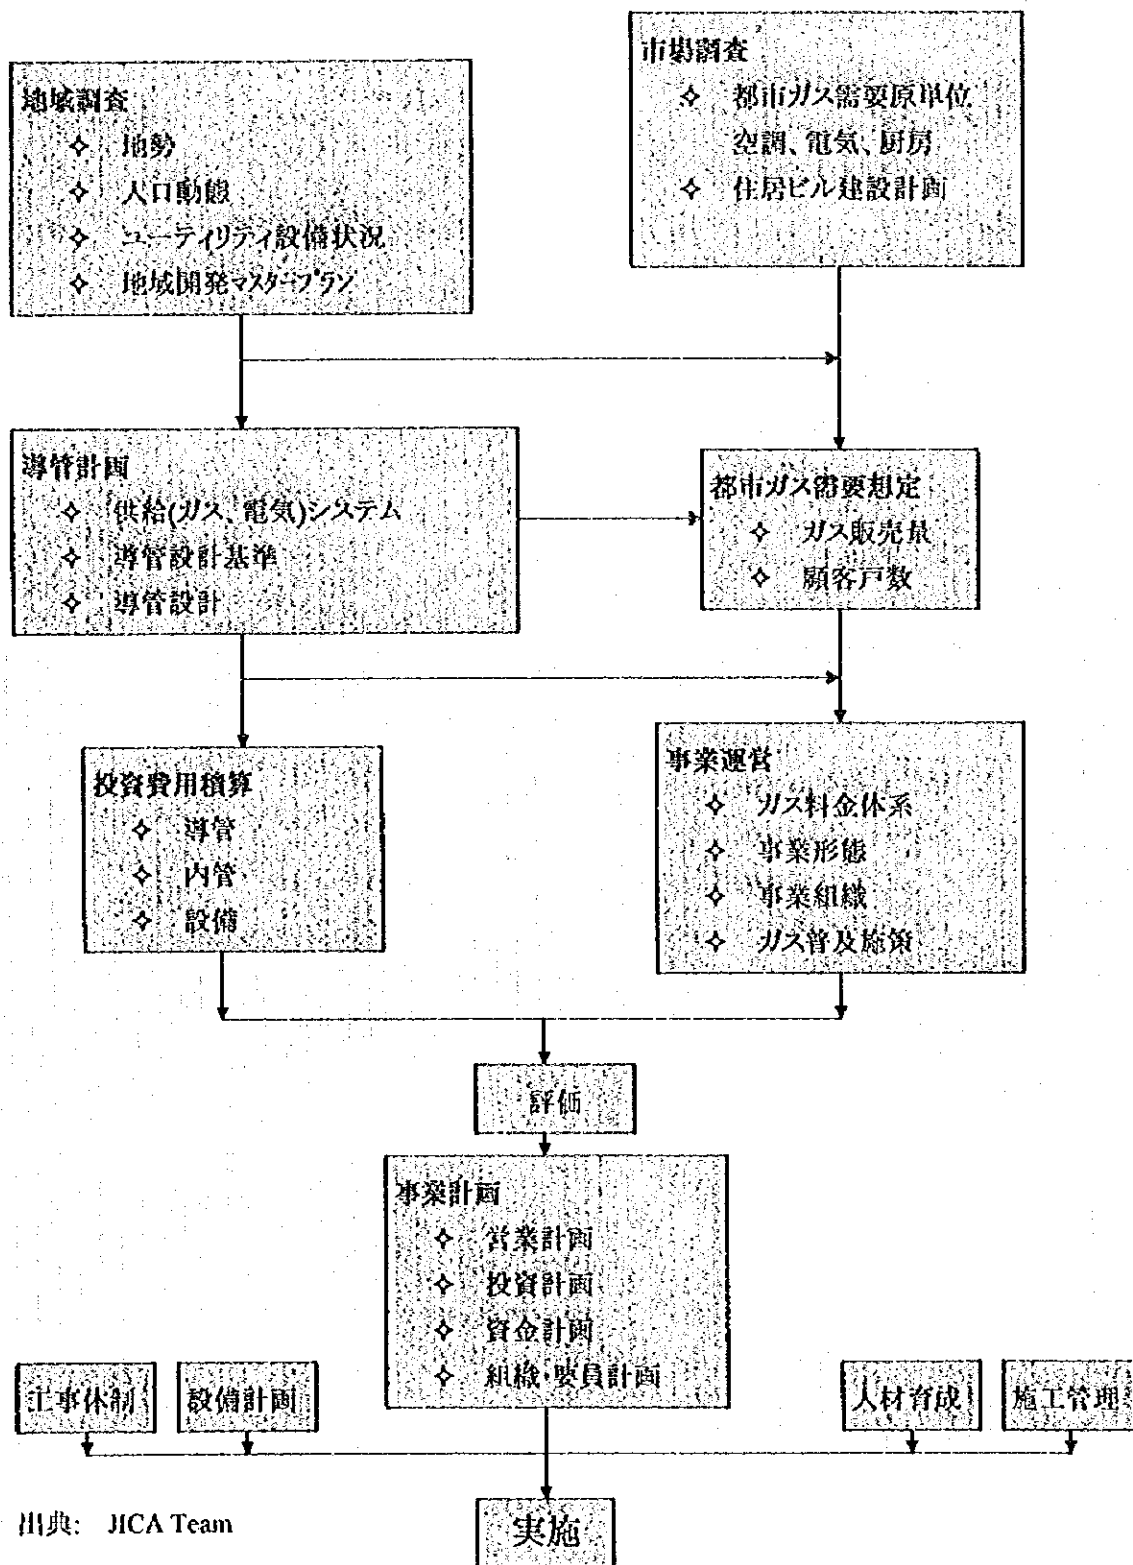 市場調査
✧ 都市ガス需要原単位
空調、電気、厨房
✧ 住居ビル建設計画
地域調査
✧ 地勢
✧ 人口動態
✧ ユーティリティ設備状況
✧ 地域開発マスタープラン
導管計画
✧ 供給(ガス、電気)システム
✧ 導管設計基準
✧ 導管設計
都市ガス需要想定
✧ ガス販売量
✧ 顧客戸数
投資費用積算
✧ 導管
✧ 内管
✧ 設備
事業運営
✧ ガス料金体系
✧ 事業形態
✧ 事業組織
✧ ガス普及施策
評価
事業計画
✧ 営業計画
✧ 投資計画
✧ 資金計画
✧ 組織・要員計画
工事体制
設備計画
人材育成
施工管理
実施
出典: JICA Team